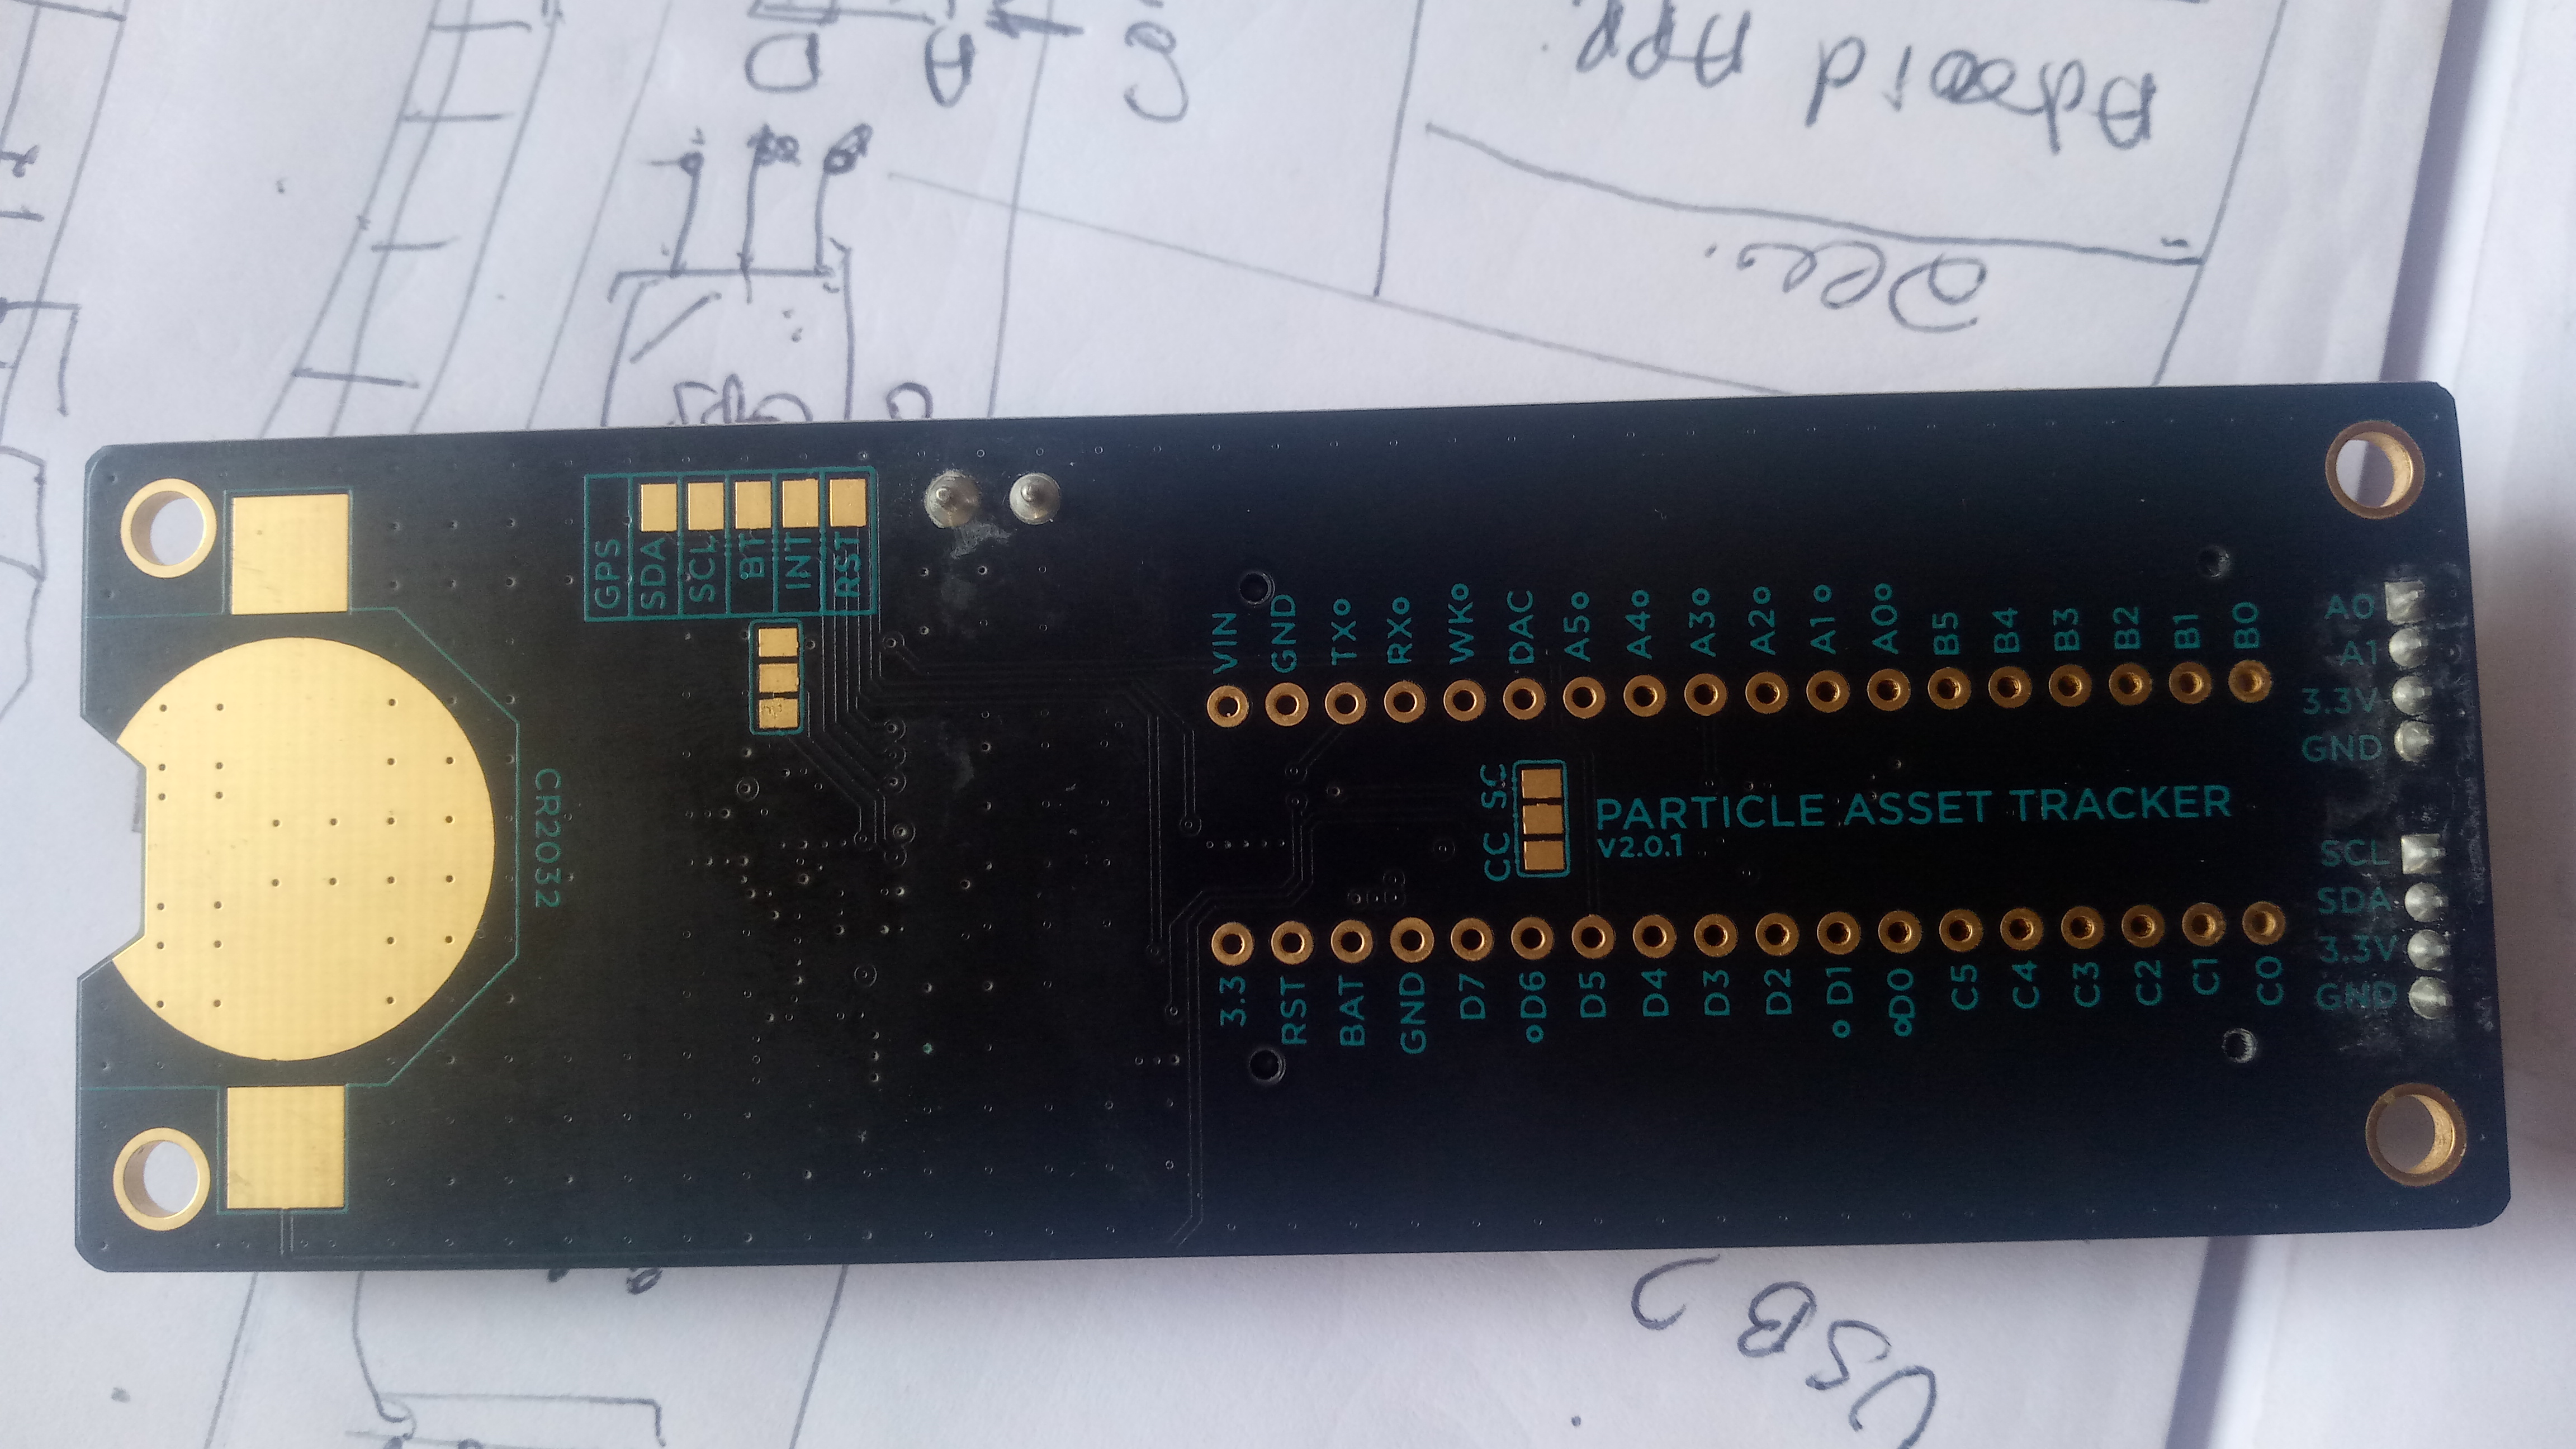 App.
GPS
SDA
SCL
BT
INT
RST
CR2032
VIN
GND
TX
RX
WK
DAC
A5
A4
A3
A2
A1
A0
B5
B4
B3
B2
B1
B0
A0
A1
3.3V
GND
CC SC
PARTICLE ASSET TRACKER
V2.0.1
SCL
SDA
3.3V
GND
3.3
RST
BAT
GND
D7
D6
D5
D4
D3
D2
D1
D0
C5
C4
C3
C2
C1
C0
USB